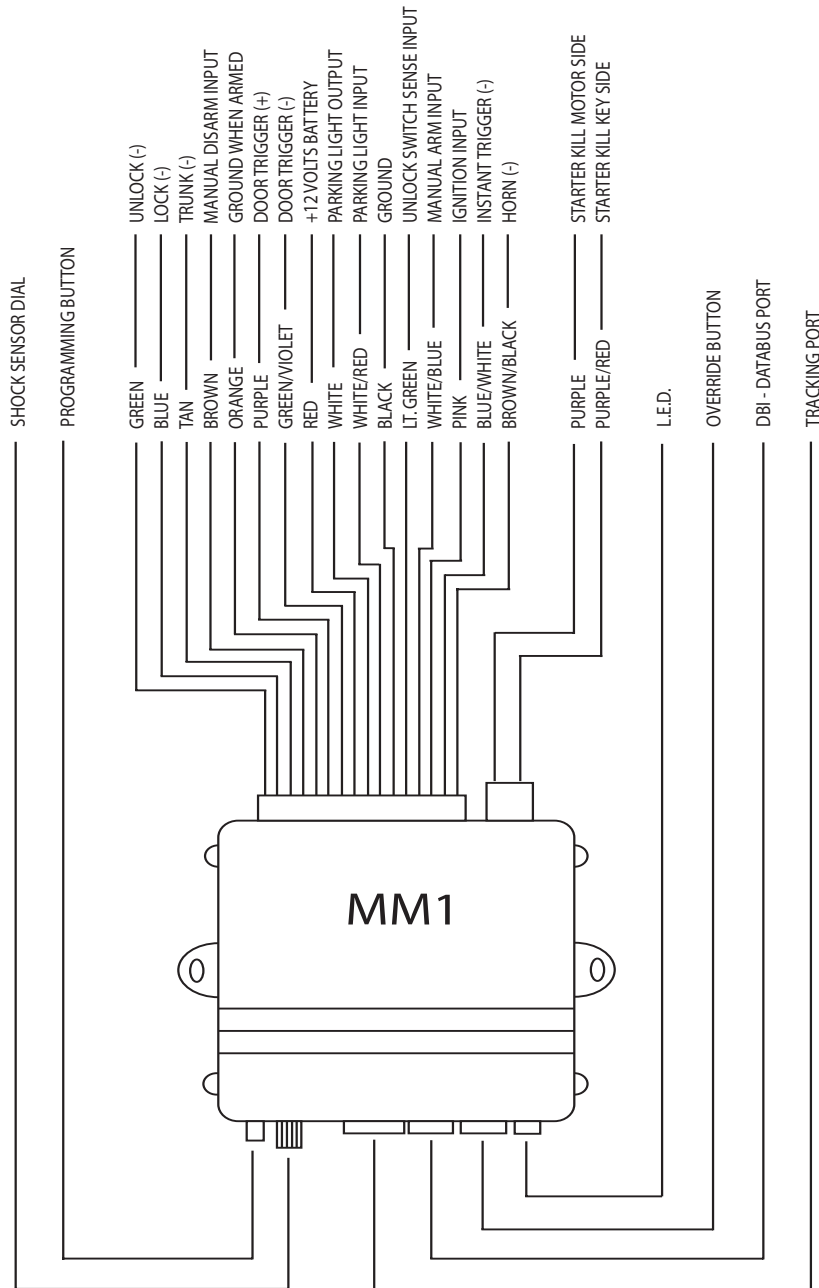 SHOCK SENSOR DIAL
PROGRAMMING BUTTON
GREEN UNLOCK (-)
BLUE LOCK (-)
TAN TRUNK (-)
BROWN MANUAL DISARM INPUT
ORANGE GROUND WHEN ARMED
PURPLE DOOR TRIGGER (+)
GREEN/VIOLET DOOR TRIGGER (-)
RED +12 VOLTS BATTERY
WHITE PARKING LIGHT OUTPUT
WHITE/RED PARKING LIGHT INPUT
BLACK GROUND
LT. GREEN UNLOCK SWITCH SENSE INPUT
WHITE/BLUE MANUAL ARM INPUT
PINK IGNITION INPUT
BLUE/WHITE INSTANT TRIGGER (-)
BROWN/BLACK HORN (-)
PURPLE STARTER KILL MOTOR SIDE
PURPLE/RED STARTER KILL KEY SIDE
L.E.D.
OVERRIDE BUTTON
DBI - DATABUS PORT
TRACKING PORT
MM1